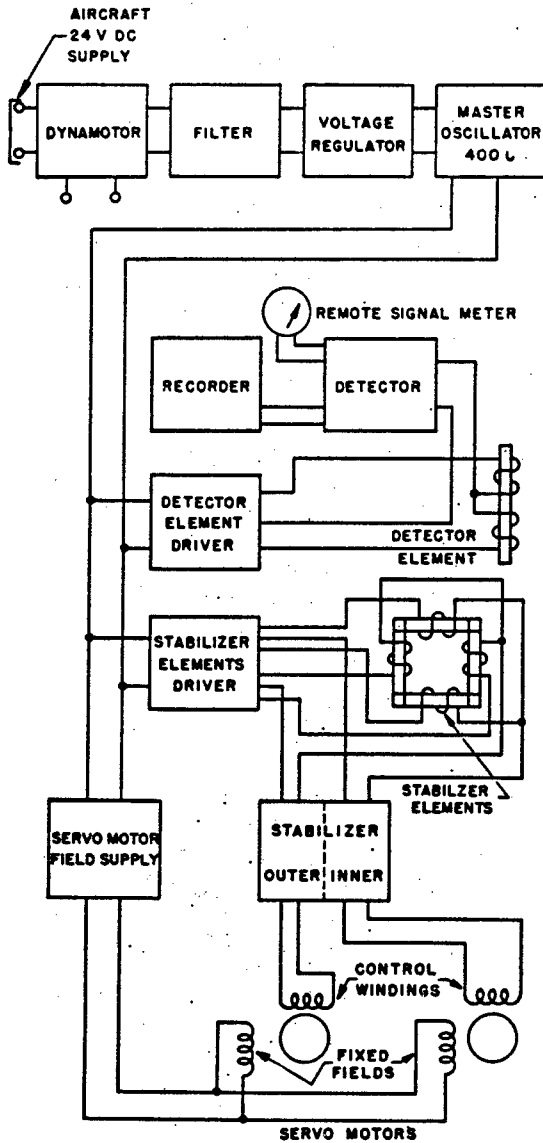 AIRCRAFT
24 V DC
SUPPLY
DYNAMOTOR
FILTER
VOLTAGE
REGULATOR
MASTER
OSCILLATOR
400
REMOTE SIGNAL METER
RECORDER
DETECTOR
DETECTOR
ELEMENT
DRIVER
DETECTOR
ELEMENT
STABILIZER
ELEMENTS
DRIVER
STABILZER
ELEMENTS
SERVO MOTOR
FIELD SUPPLY
STABILIZER
OUTER INNER
CONTROL
WINDINGS
FIXED
FIELDS
SERVO MOTORS